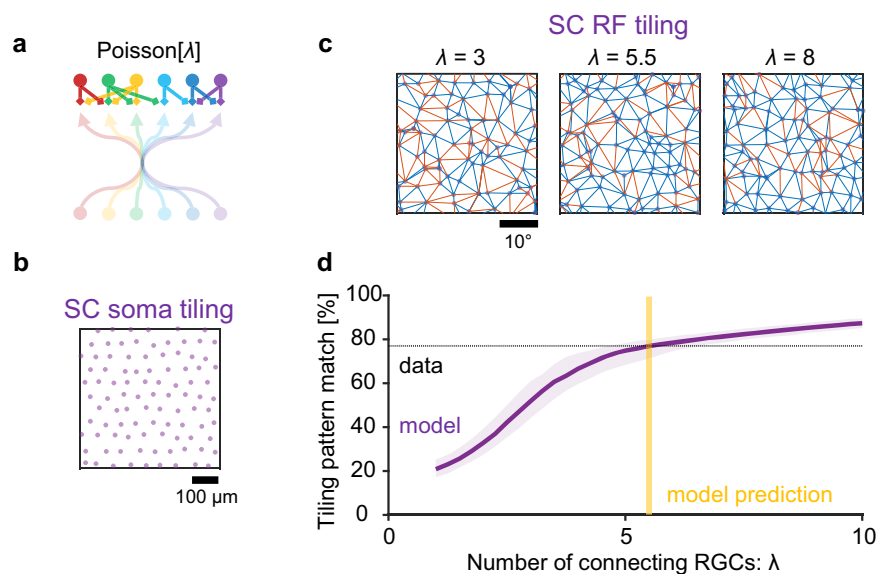 a
Poisson[λ]
b
SC soma tiling
100 µm
c
SC RF tiling
λ = 3
λ = 5.5
λ = 8
10°
d
Tiling pattern match [%]
100
80
60
40
20
0
data
model
model prediction
0
5
10
Number of connecting RGCs: λ